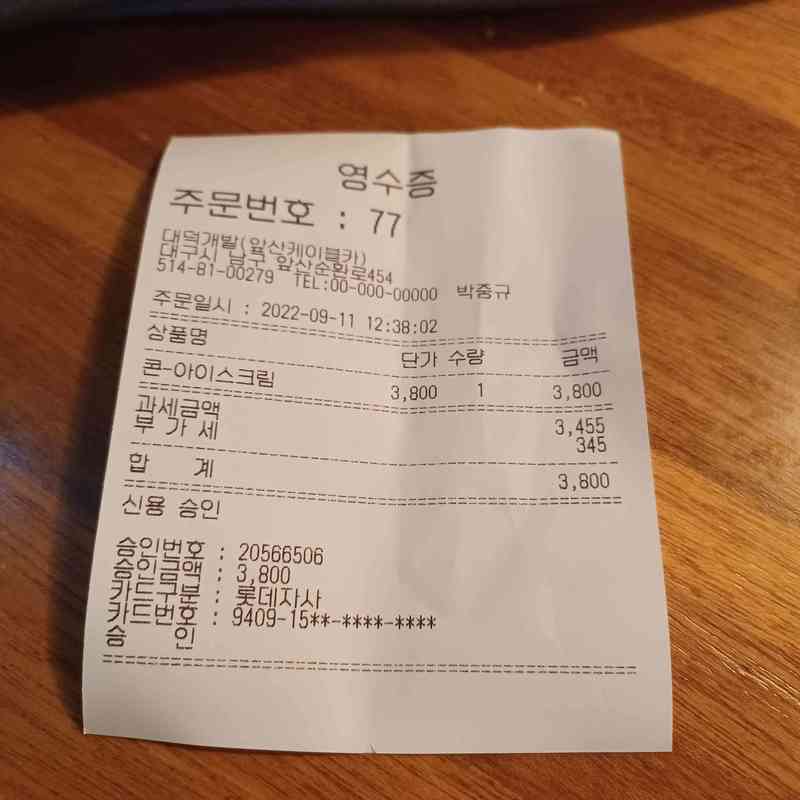 영수증
주문번호 : 77
대덕개발(앞산케이블카)
대구시 남구 앞산순환로454
514-81-00279 TEL:00-000-00000 박중규
주문일시 : 2022-09-11 12:38:02
상품명 단가 수량 금액
콘-아이스크림 3,800 1 3,800
과세금액 3,455
부 가 세 345
합 계 3,800
신용 승인
승인번호 : 20566506
승인금액 : 3,800
카드구분 : 롯데자사
카드번호 : 9409-15**-****-****
승 인